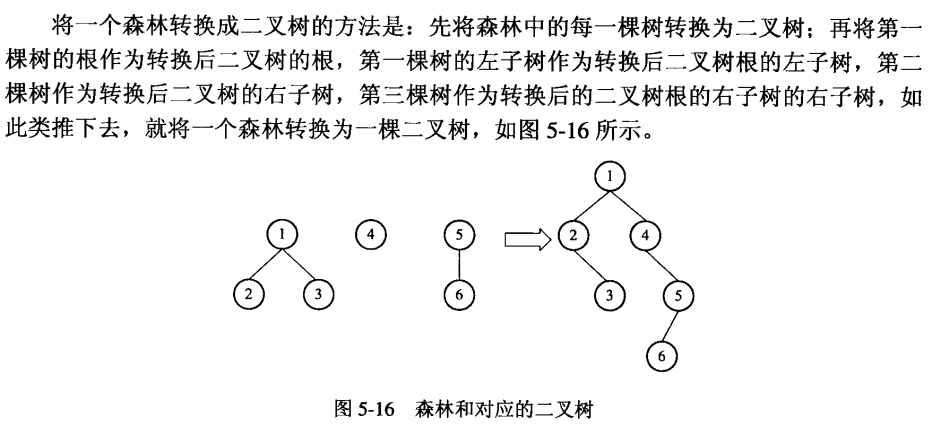 将一个森林转换成二叉树的方法是：先将森林中的每一棵树转换为二叉树；再将第一
棵树的根作为转换后二叉树的根，第一棵树的左子树作为转换后二叉树根的左子树，第二
棵树作为转换后二叉树的右子树，第三棵树作为转换后的二叉树根的右子树的右子树，如
此类推下去，就将一个森林转换为一棵二叉树，如图 5-16 所示。
1
1 4 5 2 4
2 3 6 3 5
6
图 5-16 森林和对应的二叉树